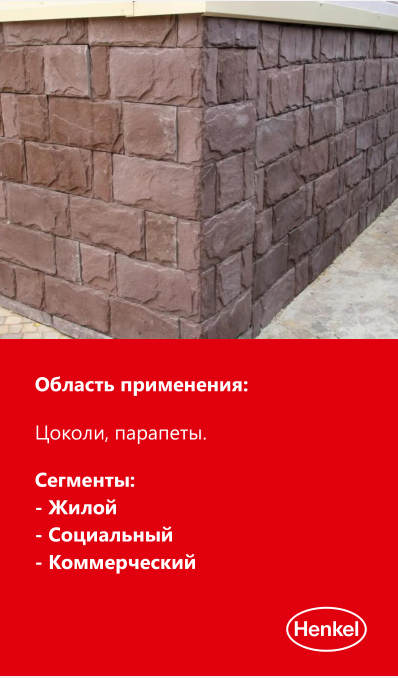 Область применения:
Цоколи, парапеты.
Сегменты:
- Жилой
- Социальный
- Коммерческий
Henkel